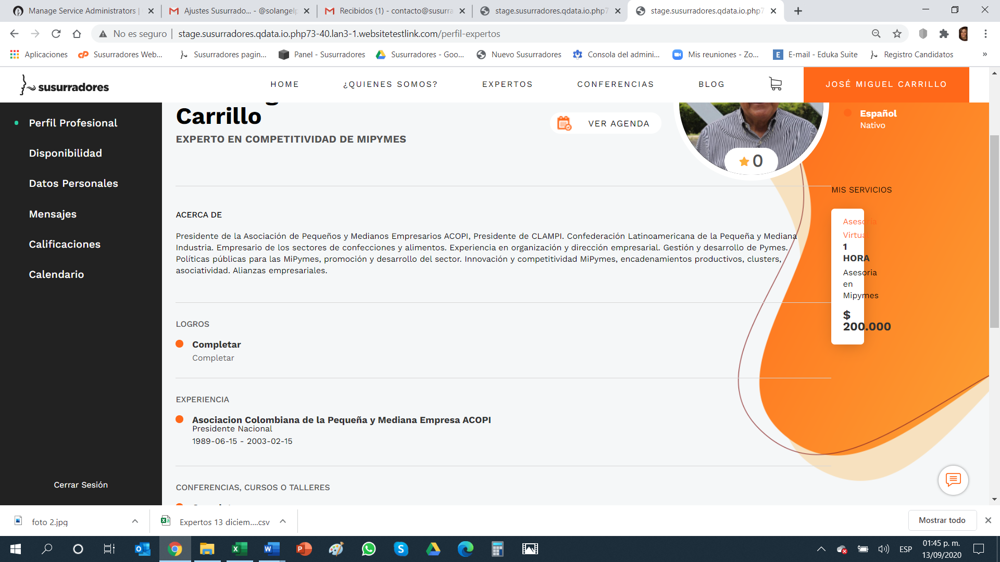 Manage Service Administrators |
Ajustes Susurrado... - @solangelp
Recibidos (1) - contacto@susurra
stage.susurradores.qdata.io.php7
stage.susurradores.qdata.io.php7
No es seguro | stage.susurradores.qdata.io.php73-40.lan3-1.websitetestlink.com/perfil-expertos
Aplicaciones
Susurradores Web...
Susurradores pagin...
Panel - Susurradores
Susurradores - Goo...
Nuevo Susurradores
Consola del admini...
Mis reuniones - Zo...
E-mail - Eduka Suite
Registro Candidatos
»
susurradores
HOME
¿QUIENES SOMOS?
EXPERTOS
CONFERENCIAS
BLOG
JOSÉ MIGUEL CARRILLO
Perfil Profesional
Disponibilidad
Datos Personales
Mensajes
Calificaciones
Calendario
Cerrar Sesión
Carrillo
EXPERTO EN COMPETITIVIDAD DE MIPYMES
VER AGENDA
0
Español
Nativo
ACERCA DE
Presidente de la Asociación de Pequeños y Medianos Empresarios ACOPI, Presidente de CLAMPI. Confederación Latinoamericana de la Pequeña y Mediana
Industria. Empresario de los sectores de confecciones y alimentos. Experiencia en organización y dirección empresarial. Gestión y desarrollo de Pymes.
Políticas públicas para las MiPymes, promoción y desarrollo del sector. Innovación y competitividad MiPymes, encadenamientos productivos, clusters,
asociatividad. Alianzas empresariales.
LOGROS
Completar
Completar
EXPERIENCIA
Asociacion Colombiana de la Pequeña y Mediana Empresa ACOPI
Presidente Nacional
1989-06-15 - 2003-02-15
CONFERENCIAS, CURSOS O TALLERES
MIS SERVICIOS
Asesoria
Virtual
1
HORA
Asesoria
en
Mipymes
$
200.000
foto 2.jpg
Expertos 13 diciem....csv
Mostrar todo
ESP
01:45 p. m.
13/09/2020